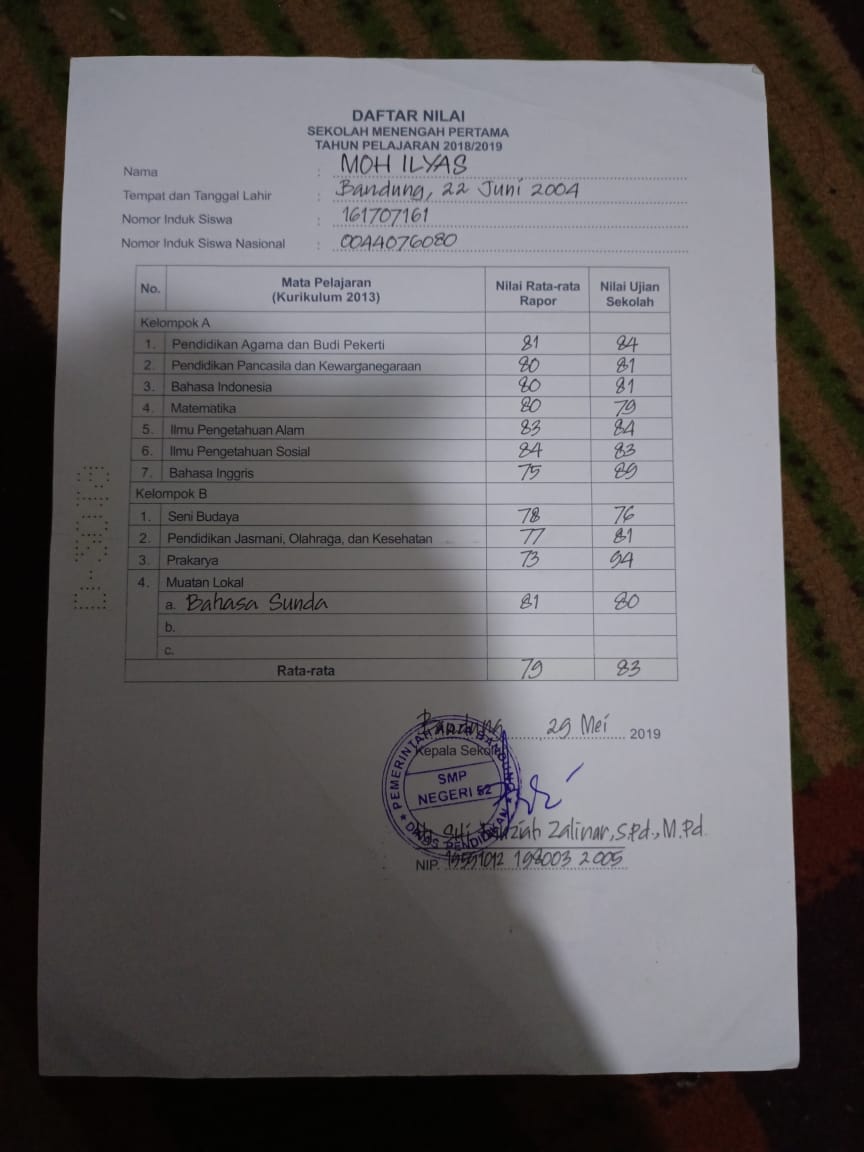 DAFTAR NILAI
SEKOLAH MENENGAH PERTAMA
TAHUN PELAJARAN 2018/2019
Nama : MOH ILYAS
Tempat dan Tanggal Lahir : Bandung, 22 Juni 2004
Nomor Induk Siswa : 161707161
Nomor Induk Siswa Nasional : 0044076080
No. Mata Pelajaran (Kurikulum 2013) Nilai Rata-rata Rapor Nilai Ujian Sekolah
Kelompok A
1. Pendidikan Agama dan Budi Pekerti 81 84
2. Pendidikan Pancasila dan Kewarganegaraan 80 81
3. Bahasa Indonesia 80 81
4. Matematika 80 79
5. Ilmu Pengetahuan Alam 83 84
6. Ilmu Pengetahuan Sosial 84 83
7. Bahasa Inggris 75 89
Kelompok B
1. Seni Budaya 78 76
2. Pendidikan Jasmani, Olahraga, dan Kesehatan 77 81
3. Prakarya 73 94
4. Muatan Lokal
a. Bahasa Sunda 81 80
b.
c.
Rata-rata 79 83
Bandung, 29 Mei 2019
Kepala Sekolah
PEMERINTAH KOTA BANDUNG
SMP
NEGERI 52
DINAS PENDIDIKAN
Siti Zalinar, S.Pd., M.Pd.
NIP. 198003 2005